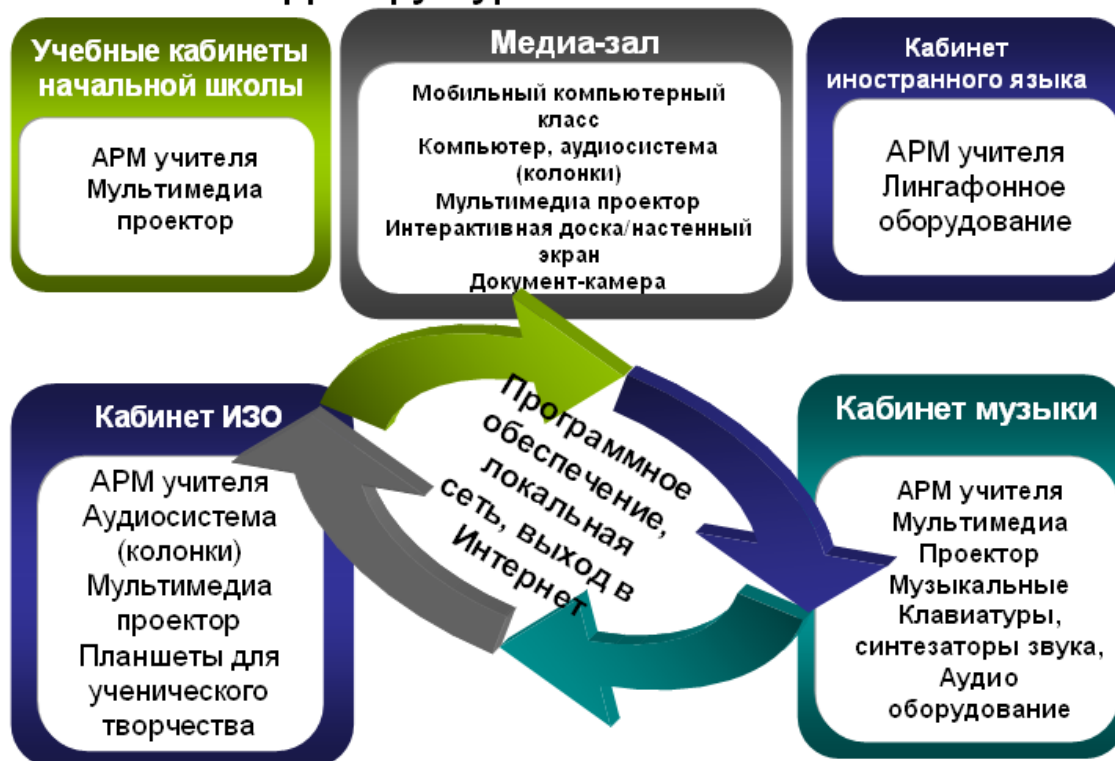 Учебные кабинеты
начальной школы
АРМ учителя
Мультимедиа
проектор
Медиа-зал
Мобильный компьютерный
класс
Компьютер, аудиосистема
(колонки)
Мультимедиа проектор
Интерактивная доска/настенный
экран
Документ-камера
Кабинет
иностранного языка
АРМ учителя
Лингафонное
оборудование
Кабинет ИЗО
АРМ учителя
Аудиосистема
(колонки)
Мультимедиа
проектор
Планшеты для
ученического
творчества
Программное
обеспечение,
локальная
сеть, выход в
Интернет
Кабинет музыки
АРМ учителя
Мультимедиа
Проектор
Музыкальные
Клавиатуры,
синтезаторы звука,
Аудио
оборудование